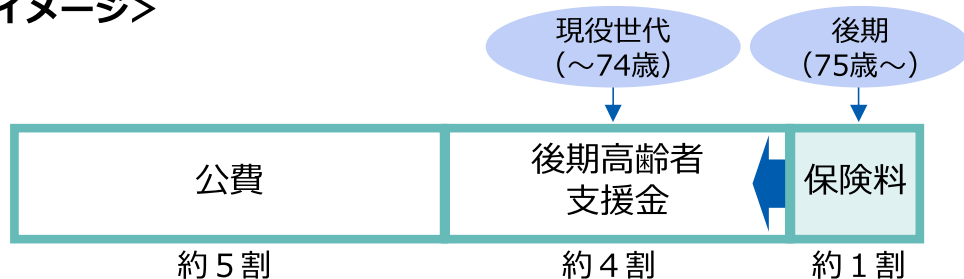 イメージ＞
現役世代
（～74歳）
後期
（75歳～）
公費
後期高齢者
支援金
保険料
約５割
約４割
約１割